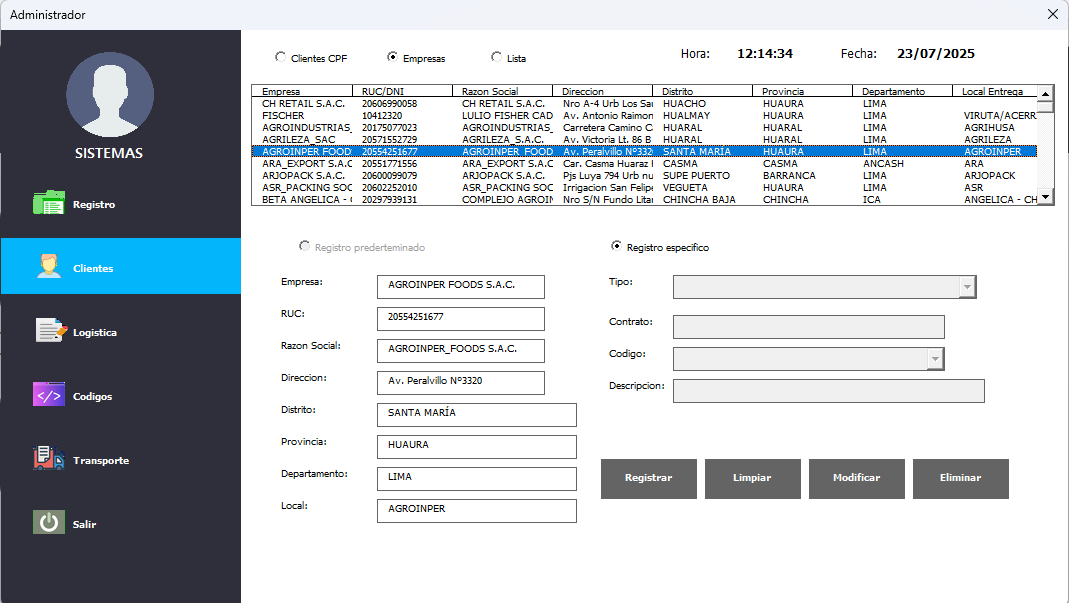 Administrador
SISTEMAS
Registro
Clientes
Logistica
Codigos
Transporte
Salir
Clientes CPF Empresas Lista Hora: 12:14:34 Fecha: 23/07/2025
Empresa RUC/DNI Razon Social Direccion Distrito Provincia Departamento Local Entrega
CH RETAIL S.A.C. 20606990058 CH RETAIL S.A.C. Nro A-4 Urb Los Sau HUACHO HUAURA LIMA
FISCHER 10412320 LULIO FISHER CAD Av. Antonio Raimon HUALMAY HUAURA LIMA VIRUTA/ACERR
AGROINDUSTRIAS_ 20175077023 AGROINDUSTRIAS_ Carretera Camino C HUARAL HUARAL LIMA AGRIHUSA
AGRILEZA_SAC 20571552729 AGRILEZA_S.A.C. Av. Victoria Lt. 86 B HUARAL HUARAL LIMA AGRILEZA
AGROINPER FOOD 20554251677 AGROINPER_FOOD Av. Peralvillo Nº332 SANTA MARÍA HUAURA LIMA AGROINPER
ARA_EXPORT S.A.C 20551771556 ARA_EXPORT S.A.C Car. Casma Huaraz CASMA CASMA ANCASH ARA
ARJOPACK S.A.C. 20600099079 ARJOPACK S.A.C. Pjs Luya 794 Urb nu SUPE PUERTO BARRANCA LIMA ARJOPACK
ASR_PACKING SOC 20602252010 ASR_PACKING SOC Irrigacion San Felipe VEGUETA HUAURA LIMA ASR
BETA ANGELICA - 20297939131 COMPLEJO AGROIN Nro S/N Fundo Litar CHINCHA BAJA CHINCHA ICA ANGELICA - CH
Registro prederteminado Registro especifico
Empresa: AGROINPER FOODS S.A.C.
RUC: 20554251677
Razon Social: AGROINPER_FOODS S.A.C.
Direccion: Av. Peralvillo Nº3320
Distrito: SANTA MARÍA
Provincia: HUAURA
Departamento: LIMA
Local: AGROINPER
Tipo:
Contrato:
Codigo:
Descripcion:
Registrar Limpiar Modificar Eliminar